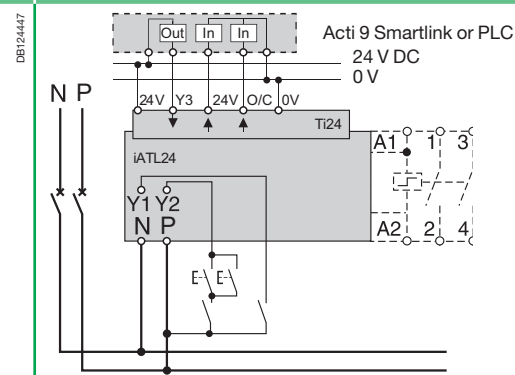 DB124447
Out In In
Acti 9 Smartlink or PLC
24 V DC
0 V
N P
24V Y3 24V O/C 0V
Ti24
A1 1 3
iATL24
Y1 Y2
N P
A2 2 4
E E